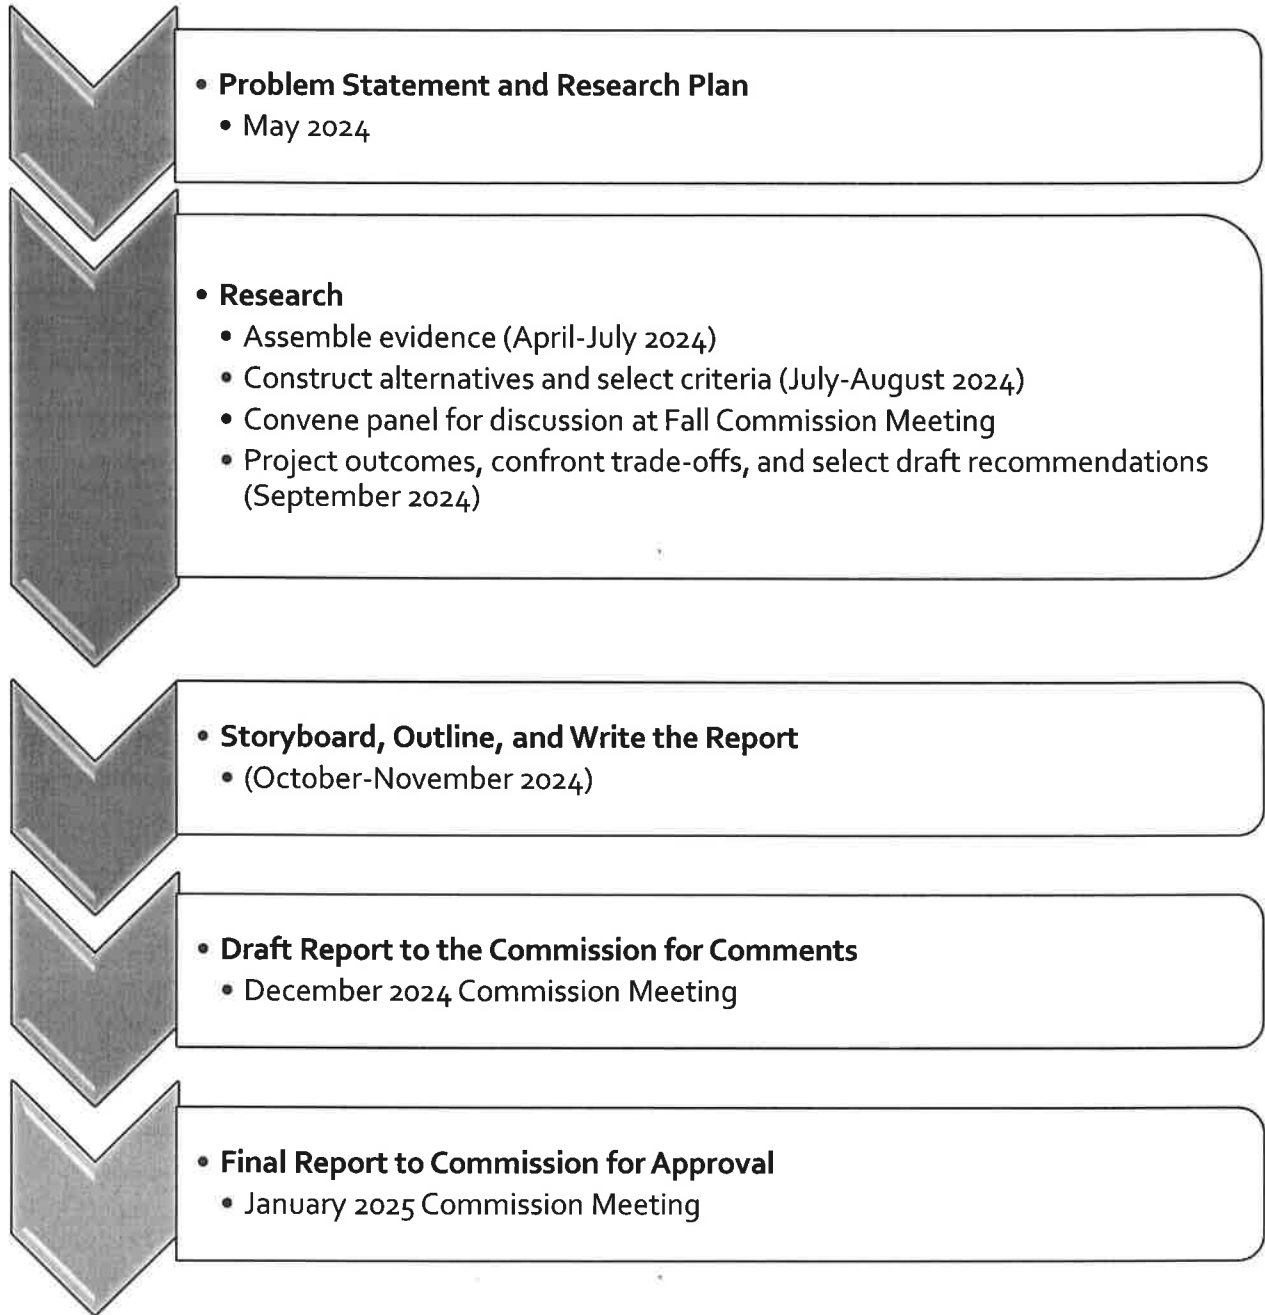 • Problem Statement and Research Plan
• May 2024
• Research
• Assemble evidence (April-July 2024)
• Construct alternatives and select criteria (July-August 2024)
• Convene panel for discussion at Fall Commission Meeting
• Project outcomes, confront trade-offs, and select draft recommendations
(September 2024)
• Storyboard, Outline, and Write the Report
• (October-November 2024)
• Draft Report to the Commission for Comments
• December 2024 Commission Meeting
• Final Report to Commission for Approval
• January 2025 Commission Meeting